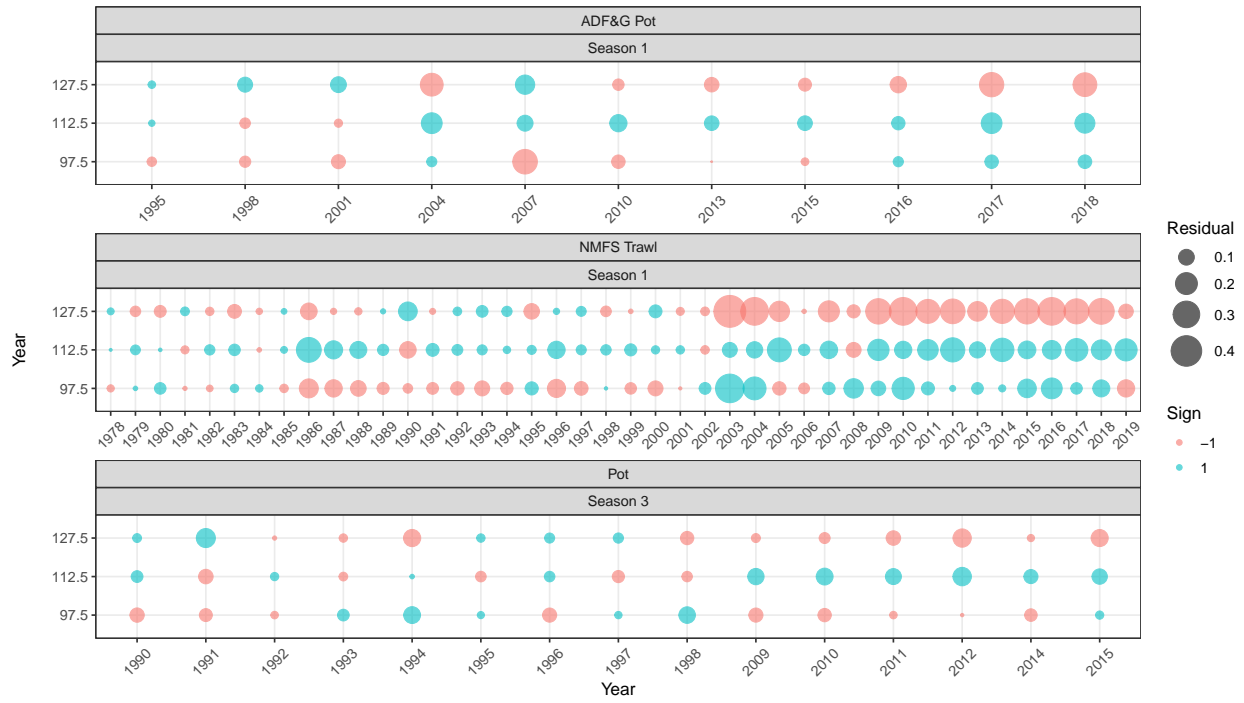 ADF&G Pot
Season 1
127.5
112.5
97.5
1995 1998 2001 2004 2007 2010 2013 2015 2016 2017 2018
NMFS Trawl
Season 1
127.5
112.5
97.5
1978 1979 1980 1981 1982 1983 1984 1985 1986 1987 1988 1989 1990 1991 1992 1993 1994 1995 1996 1997 1998 1999 2000 2001 2002 2003 2004 2005 2006 2007 2008 2009 2010 2011 2012 2013 2014 2015 2016 2017 2018 2019
Pot
Season 3
127.5
112.5
97.5
1990 1991 1992 1993 1994 1995 1996 1997 1998 2009 2010 2011 2012 2014 2015
Year
Year
Residual
0.1
0.2
0.3
0.4
Sign
−1
1